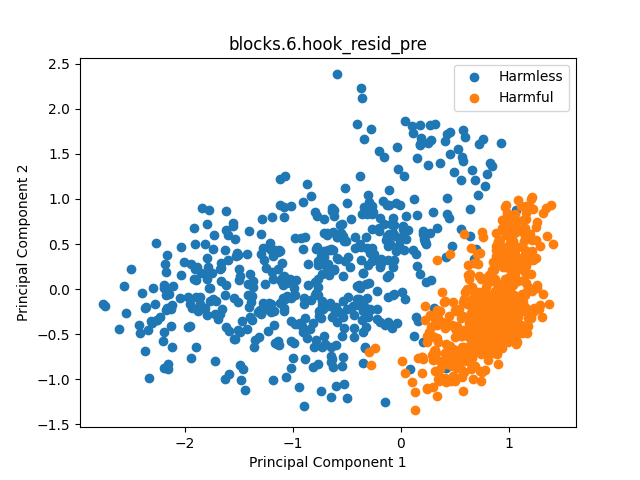 blocks.6.hook_resid_pre
Harmless
Harmful
2.5
2.0
1.5
1.0
0.5
0.0
−0.5
−1.0
−1.5
Principal Component 2
−2
−1
0
1
Principal Component 1